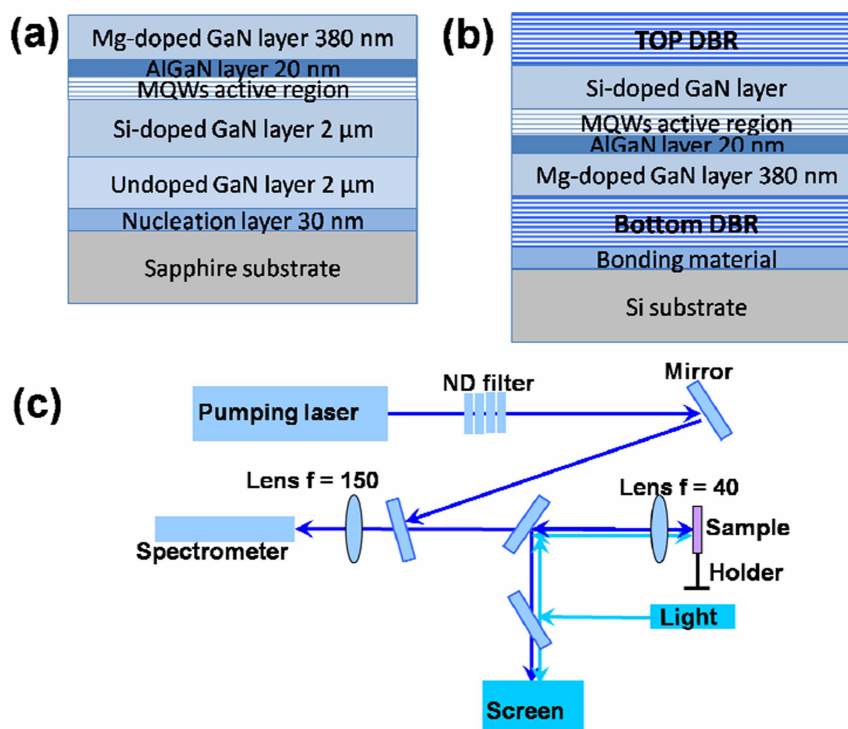 (a)
Mg-doped GaN layer 380 nm
AlGaN layer 20 nm
MQWs active region
Si-doped GaN layer 2 µm
Undoped GaN layer 2 µm
Nucleation layer 30 nm
Sapphire substrate
(b)
TOP DBR
Si-doped GaN layer
MQWs active region
AlGaN layer 20 nm
Mg-doped GaN layer 380 nm
Bottom DBR
Bonding material
Si substrate
(c)
Pumping laser
ND filter
Mirror
Lens f = 150
Lens f = 40
Spectrometer
Sample
Holder
Light
Screen